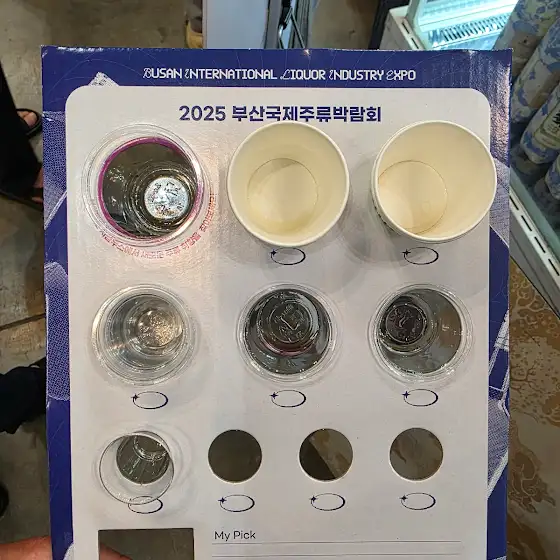 BUSAN INTERNATIONAL LIQUOR INDUSTRY EXPO
2025 부산국제주류박람회
My Pick